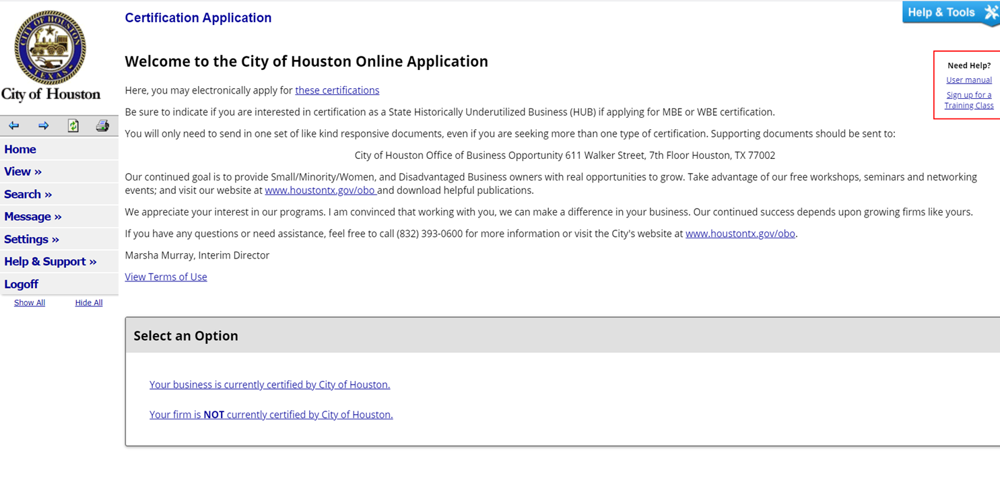 CITY OF HOUSTON
TEXAS
City of Houston
Home
View »
Search »
Message »
Settings »
Help & Support »
Logoff
Show All Hide All
Certification Application
Help & Tools
Welcome to the City of Houston Online Application
Need Help?
User manual
Sign up for a
Training Class
Here, you may electronically apply for these certifications
Be sure to indicate if you are interested in certification as a State Historically Underutilized Business (HUB) if applying for MBE or WBE certification.
You will only need to send in one set of like kind responsive documents, even if you are seeking more than one type of certification. Supporting documents should be sent to:
City of Houston Office of Business Opportunity 611 Walker Street, 7th Floor Houston, TX 77002
Our continued goal is to provide Small/Minority/Women, and Disadvantaged Business owners with real opportunities to grow. Take advantage of our free workshops, seminars and networking
events; and visit our website at www.houstontx.gov/obo and download helpful publications.
We appreciate your interest in our programs. I am convinced that working with you, we can make a difference in your business. Our continued success depends upon growing firms like yours.
If you have any questions or need assistance, feel free to call (832) 393-0600 for more information or visit the City's website at www.houstontx.gov/obo.
Marsha Murray, Interim Director
View Terms of Use
Select an Option
Your business is currently certified by City of Houston.
Your firm is NOT currently certified by City of Houston.